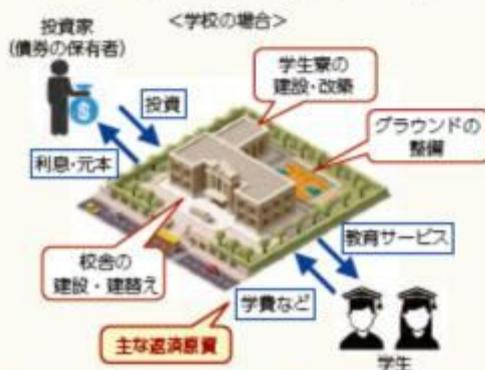 <学校の場合>
投資家
(債券の保有者)
投資
利息・元本
学生寮の
建設・改築
グラウンドの
整備
校舎の
建設・建替え
教育サービス
学費など
主な返済原資
学生